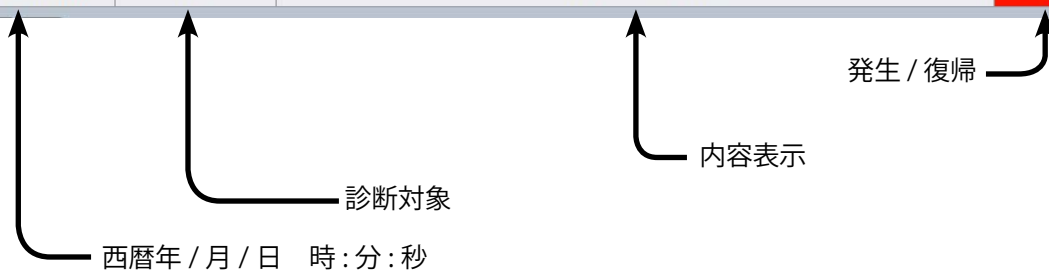 発生 / 復帰
内容表示
診断対象
西暦年 / 月 / 日　時 : 分 : 秒